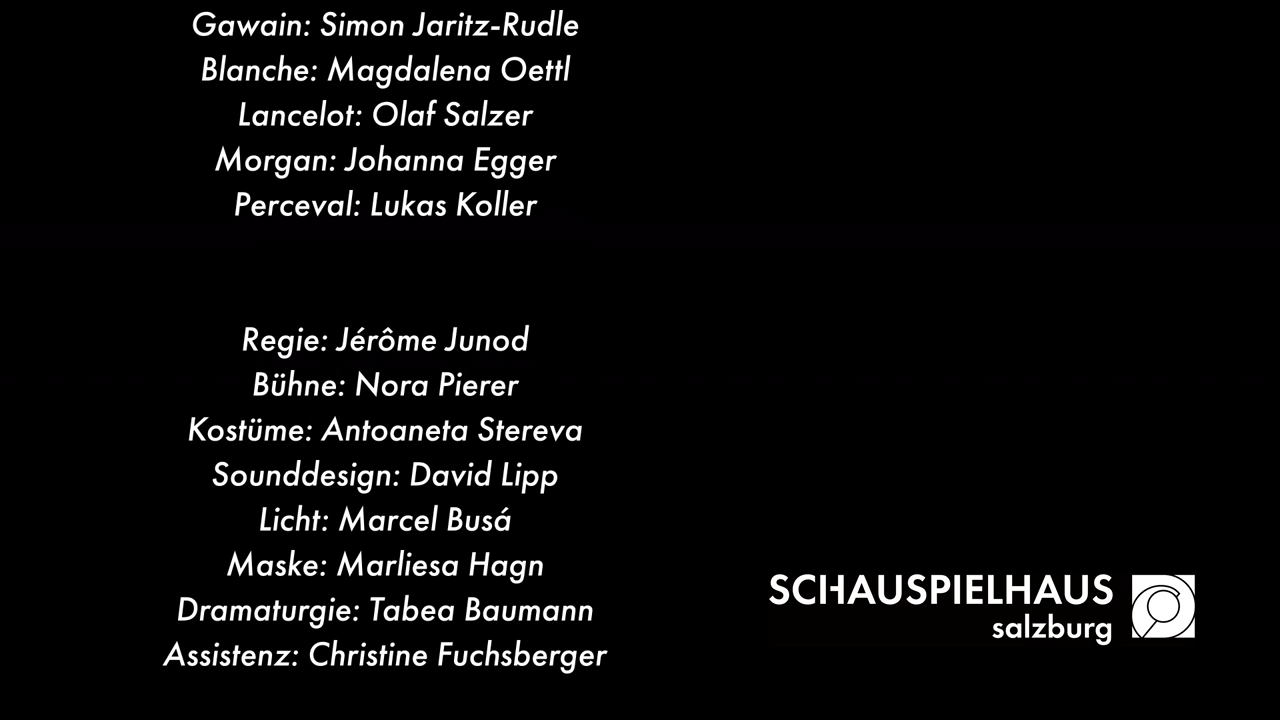 Gawain: Simon Jaritz-Rudle
Blanche: Magdalena Oettl
Lancelot: Olaf Salzer
Morgan: Johanna Egger
Perceval: Lukas Koller
Regie: Jérôme Junod
Bühne: Nora Pierer
Kostüme: Antoaneta Stereva
Sounddesign: David Lipp
Licht: Marcel Busá
Maske: Marliesa Hagn
Dramaturgie: Tabea Baumann
Assistenz: Christine Fuchsberger
SCHAUSPIELHAUS
salzburg